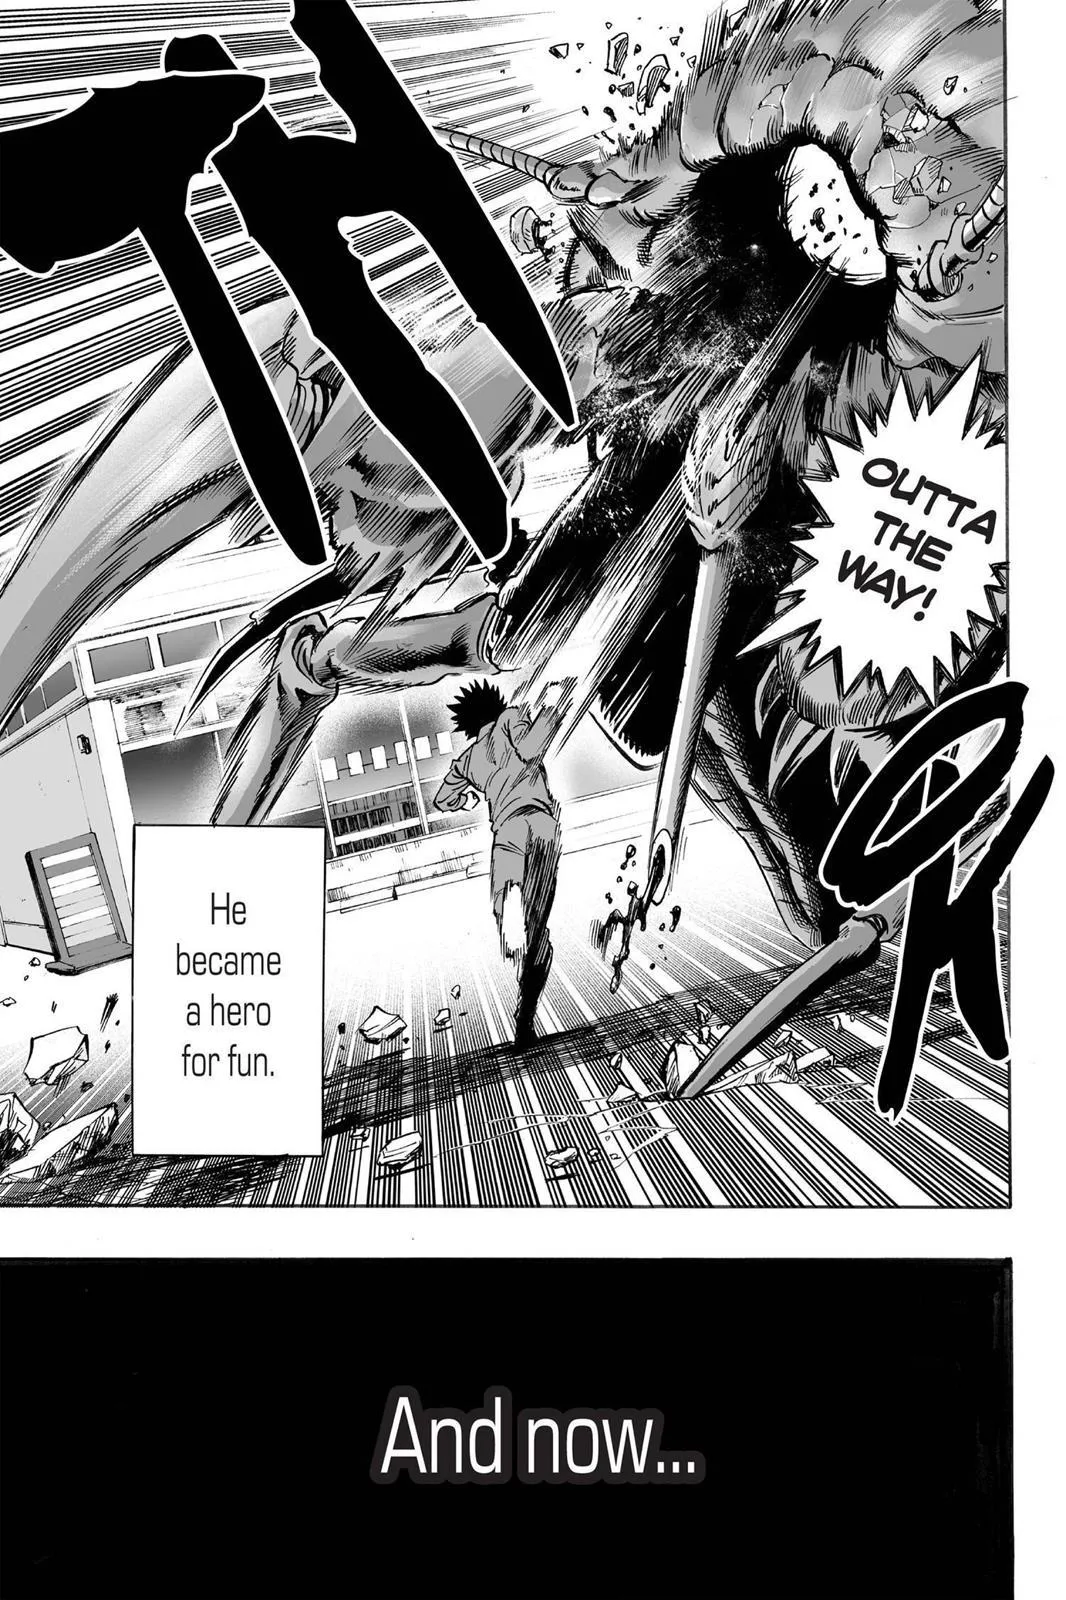 OUTTA
THE
WAY!
He
became
a hero
for fun.
And now...